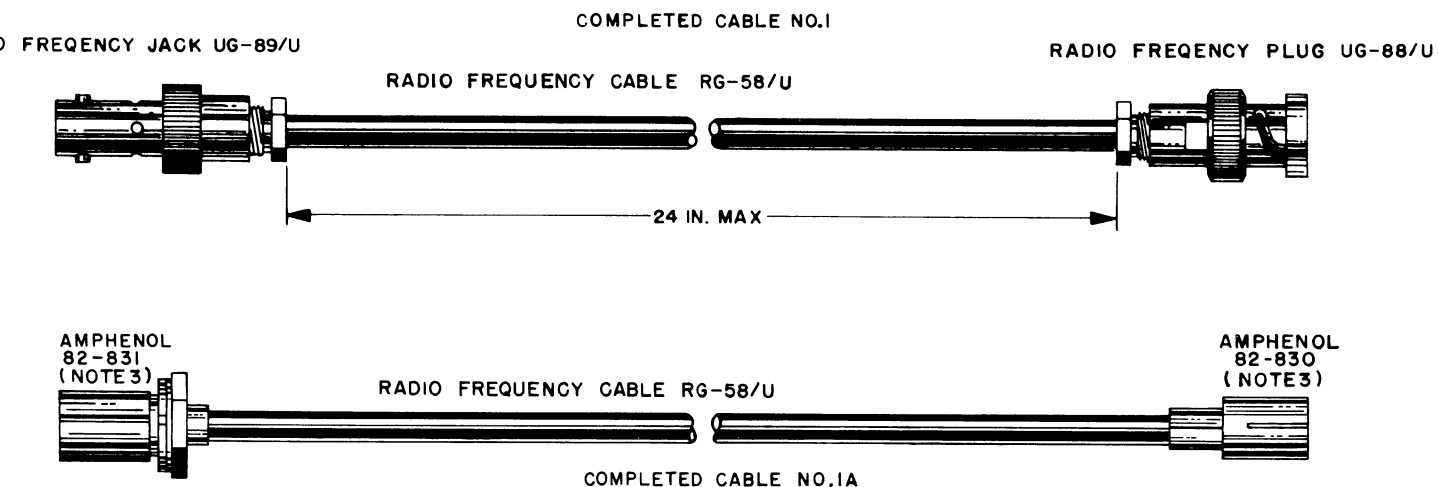 COMPLETED CABLE NO.1
O FREQENCY JACK UG-89/U
RADIO FREQENCY PLUG UG-88/U
RADIO FREQUENCY CABLE RG-58/U
24 IN. MAX
AMPHENOL
82-831
(NOTE3)
AMPHENOL
82-830
(NOTE3)
RADIO FREQUENCY CABLE RG-58/U
COMPLETED CABLE NO.1A